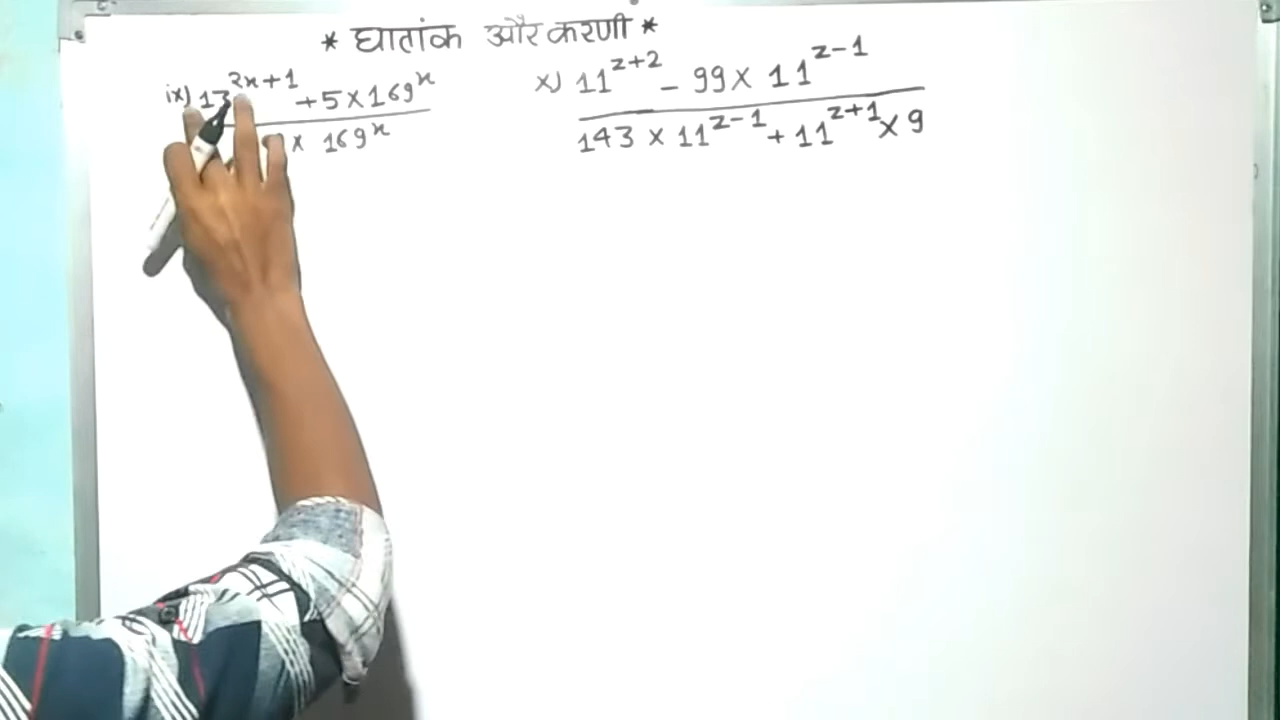 * घातांक और करणी *
ix) 13^2x+1 + 5 × 169^x
× 169^x
x) 11^z+2 - 99 × 11^z-1
143 × 11^z-1 + 11^z+1 × 9